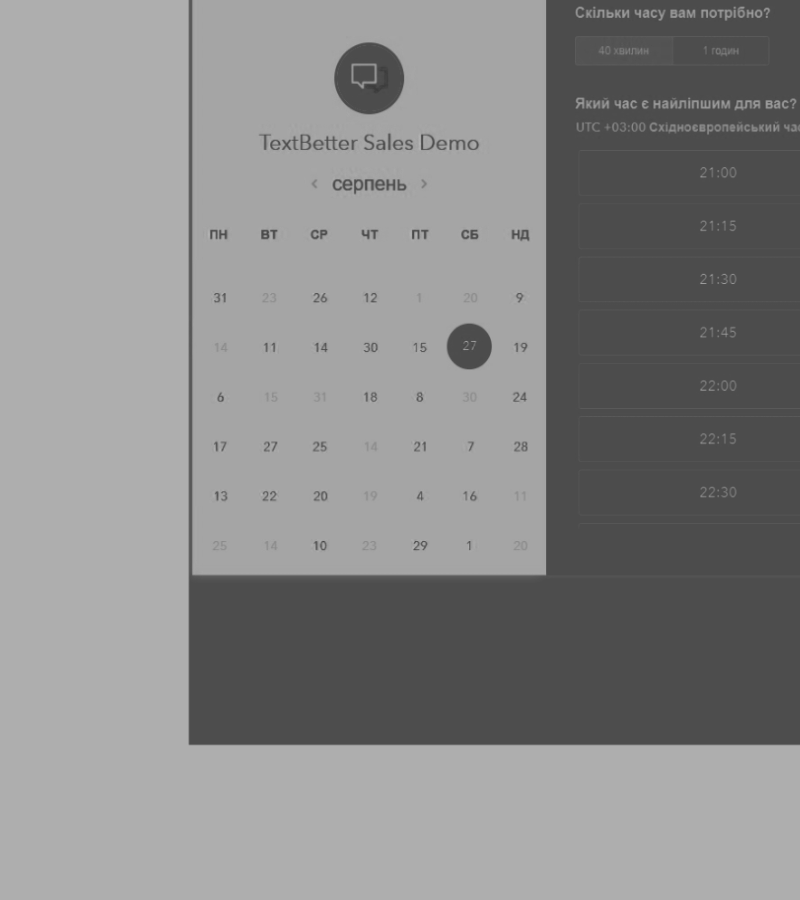 TextBetter Sales Demo
‹ серпень ›
ПН ВТ СР ЧТ ПТ СБ НД
31 23 26 12 1 20 9
14 11 14 30 15 27 19
6 15 31 18 8 30 24
17 27 25 14 21 7 28
13 22 20 19 4 16 11
25 14 10 23 29 1 20
Скільки часу вам потрібно?
40 хвилин 1 годин
Який час є найліпшим для вас?
UTC +03:00 Східноєвропейський
21:00
21:15
21:30
21:45
22:00
22:15
22:30